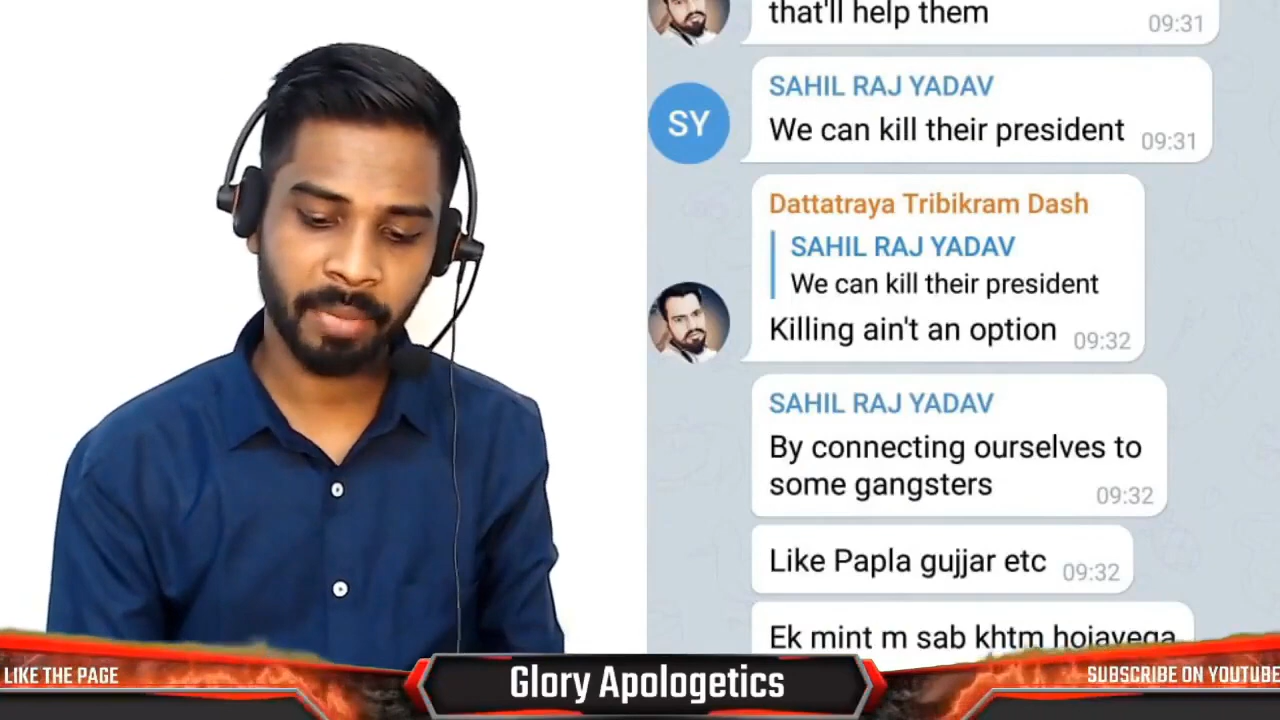 that'll help them
09:31
SAHIL RAJ YADAV
SY
We can kill their president
09:31
Dattatraya Tribikram Dash
SAHIL RAJ YADAV
We can kill their president
Killing ain't an option
09:32
SAHIL RAJ YADAV
By connecting ourselves to
some gangsters
09:32
Like Papla gujjar etc
09:32
Ek mint m sab khtm hojayega
LIKE THE PAGE
Glory Apologetics
SUBSCRIBE ON YOUTUBE